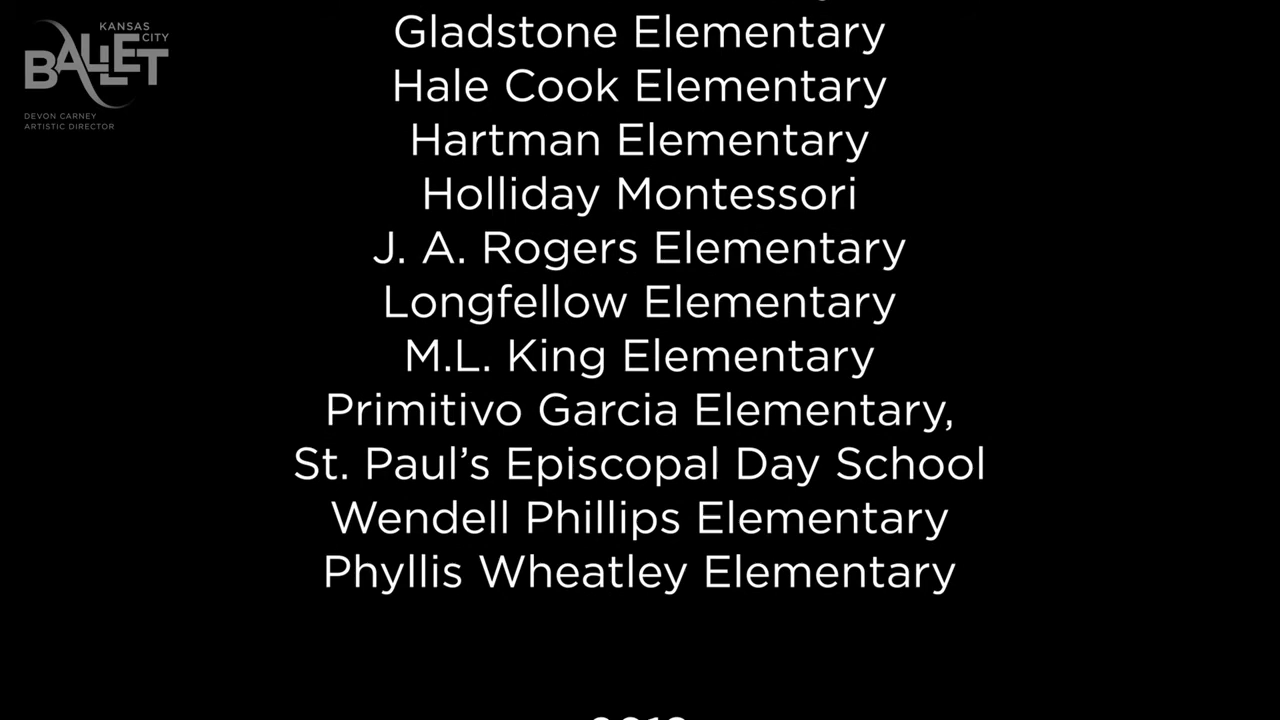 KANSAS
CITY
BALLET
DEVON CARNEY
ARTISTIC DIRECTOR
Gladstone Elementary
Hale Cook Elementary
Hartman Elementary
Holliday Montessori
J. A. Rogers Elementary
Longfellow Elementary
M.L. King Elementary
Primitivo Garcia Elementary,
St. Paul’s Episcopal Day School
Wendell Phillips Elementary
Phyllis Wheatley Elementary